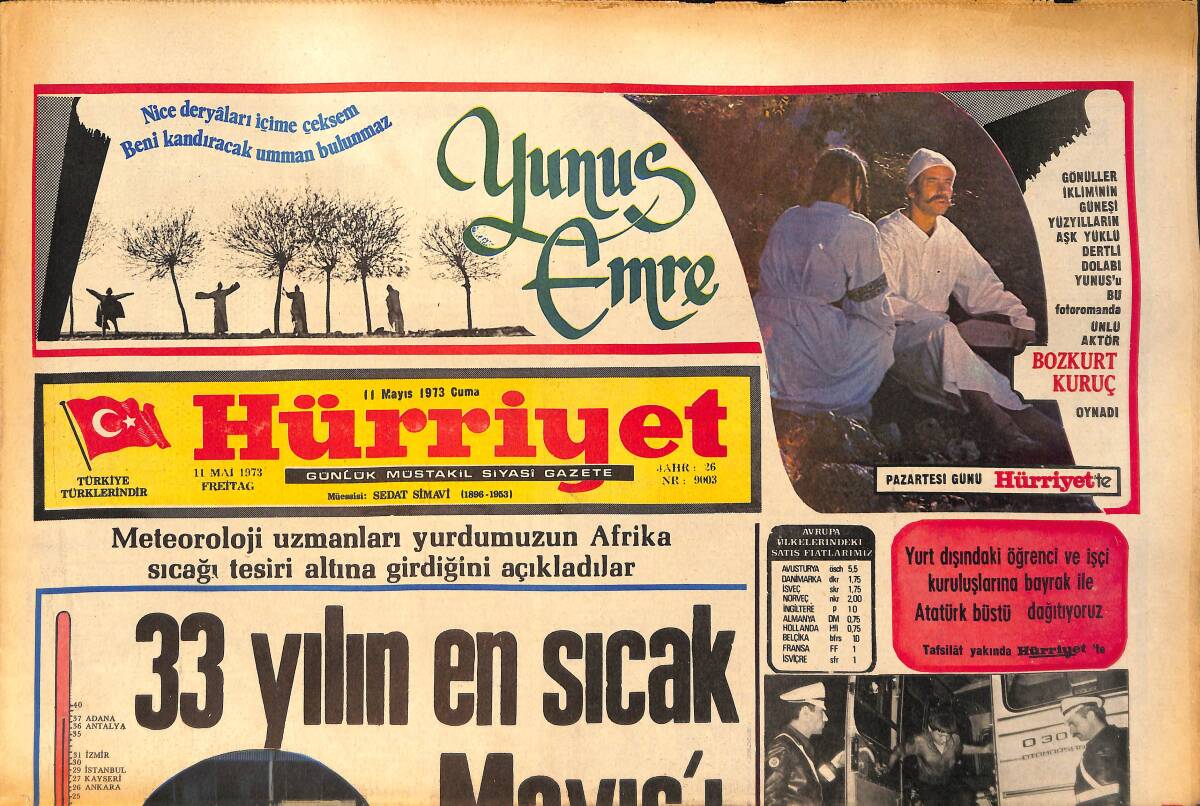 Nice deryâları içime çeksem
Beni kandıracak umman bulunmaz
Yunus
Emre
GÖNÜLLER
İKLİMİNİN
GÜNEŞİ
YÜZYILLARIN
AŞK YÜKLÜ
DERTLİ
DOLABI
YUNUS'u
BU
fotoromanda
ÜNLÜ
AKTÖR
BOZKURT
KURUÇ
OYNADI
PAZARTESİ GÜNÜ Hürriyet'te
11 Mayıs 1973 Cuma
Hürriyet
TÜRKİYE
TÜRKLERİNDİR
11 MAI 1973
FREITAG
GÜNLÜK MÜSTAKİL SİYASİ GAZETE
JAHR: 26
NR: 9003
Müessisi: SEDAT SİMAVİ (1896-1953)
Meteoroloji uzmanları yurdumuzun Afrika
sıcağı tesiri altına girdiğini açıkladılar
33 yılın en sıcak
Mayıs'ı
40
37 ADANA
36 ANTALYA
35
31 İZMİR
30
29 İSTANBUL
27 KAYSERİ
26 ANKARA
25
AVRUPA
ÜLKELERİNDEKİ
SATIŞ FİATLARIMIZ
AVUSTURYA ösch 5,5
DANİMARKA dkr 1,75
İSVEÇ skr 1,75
NORVEÇ nkr 2,00
İNGİLTERE p 10
ALMANYA DM 0,75
HOLLANDA Hfl 0,75
BELÇİKA bfrs 10
FRANSA FF 1
İSVİÇRE sfr 1
Yurt dışındaki öğrenci ve işçi
kuruluşlarına bayrak ile
Atatürk büstü dağıtıyoruz
Tafsilât yakında Hürriyet 'te
O 30
OTOMARSAN